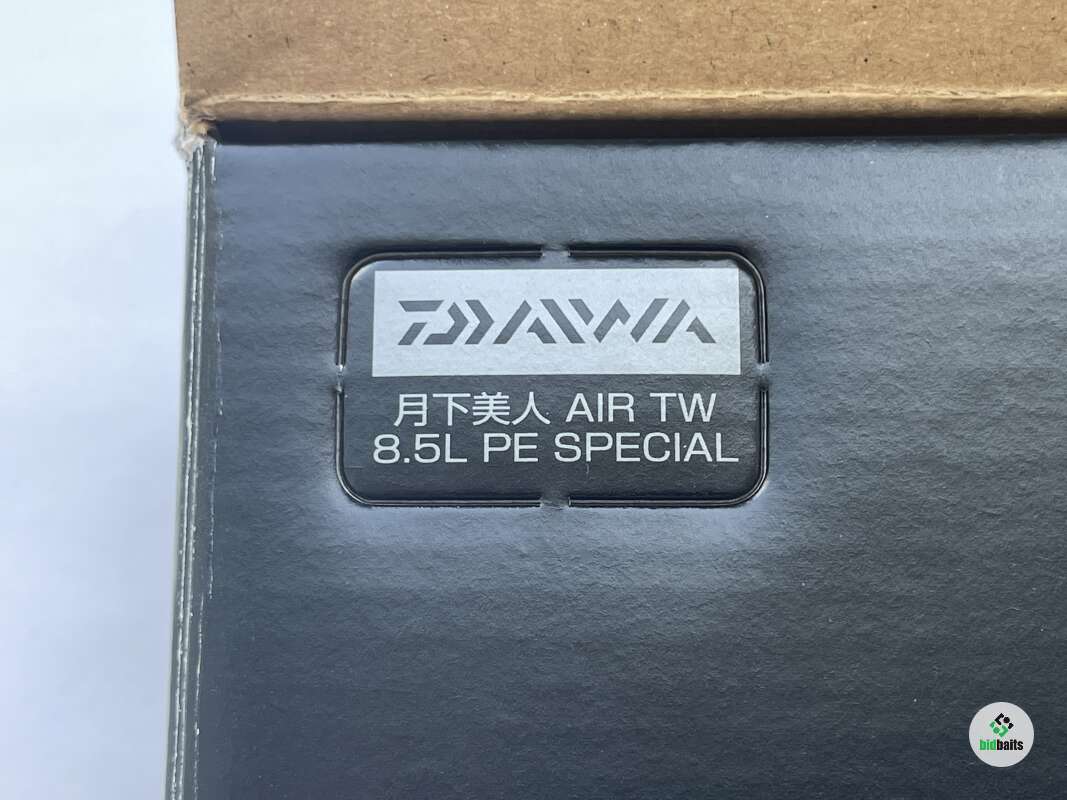 DAIWA
月下美人 AIR TW
8.5L PE SPECIAL
bidbaits